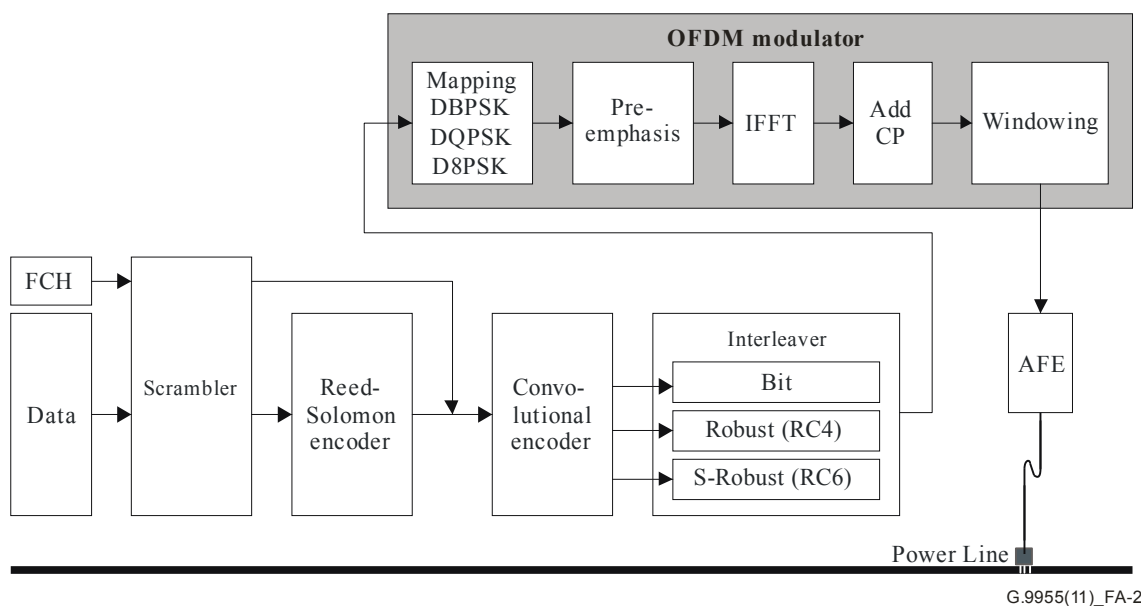 OFDM modulator
Mapping
DBPSK
DQPSK
D8PSK
Pre-
emphasis
IFFT
Add
CP
Windowing
FCH
Data
Scrambler
Reed-
Solomon
encoder
Convo-
lutional
encoder
Interleaver
Bit
Robust (RC4)
S-Robust (RC6)
AFE
Power Line
G.9955(11)_FA-2